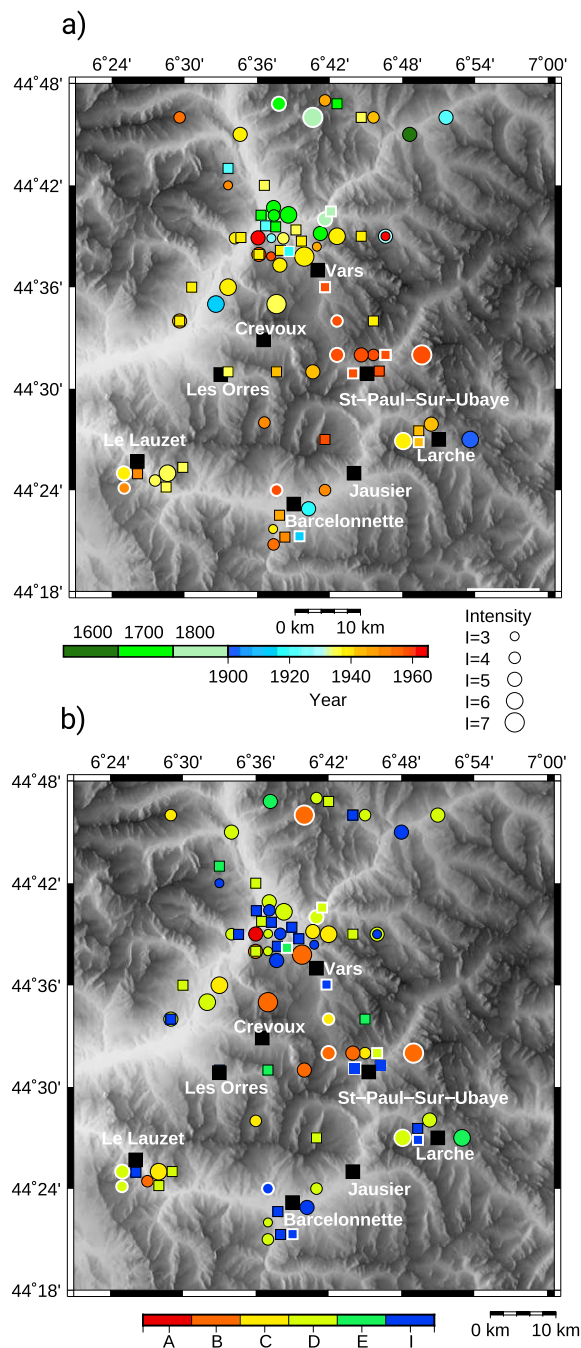 a)
6°24' 6°30' 6°36' 6°42' 6°48' 6°54' 7°00'
44°48'
44°42'
Vars
44°36'
Crevoux
Les Orres
44°30'
St–Paul–Sur–Ubaye
Le Lauzet
Larche
44°24'
Jausier
Barcelonnette
44°18'
0 km 10 km
Intensity
I=3
I=4
I=5
I=6
I=7
1600 1700 1800
1900 1920 1940 1960
Year
b)
6°24' 6°30' 6°36' 6°42' 6°48' 6°54' 7°00'
44°48'
44°42'
Vars
44°36'
Crevoux
Les Orres
44°30'
St–Paul–Sur–Ubaye
Le Lauzet
Larche
44°24'
Jausier
Barcelonnette
44°18'
A B C D E I
0 km 10 km